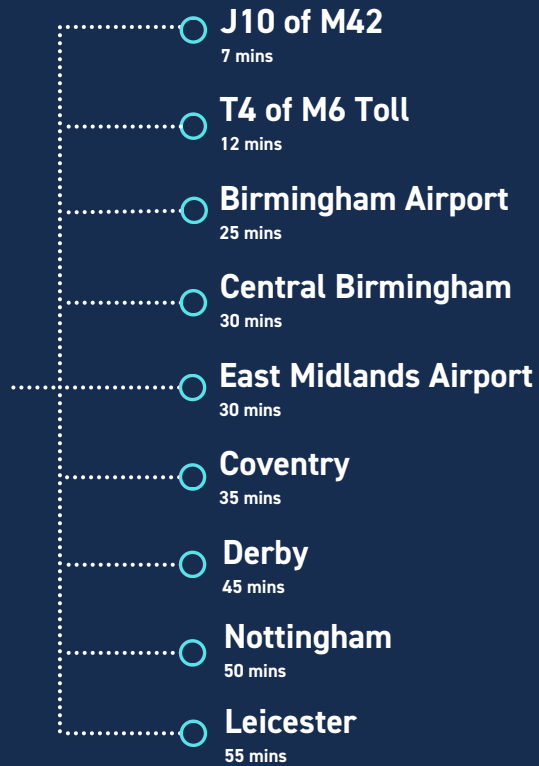 J10 of M42
7 mins
T4 of M6 Toll
12 mins
Birmingham Airport
25 mins
Central Birmingham
30 mins
East Midlands Airport
30 mins
Coventry
35 mins
Derby
45 mins
Nottingham
50 mins
Leicester
55 mins